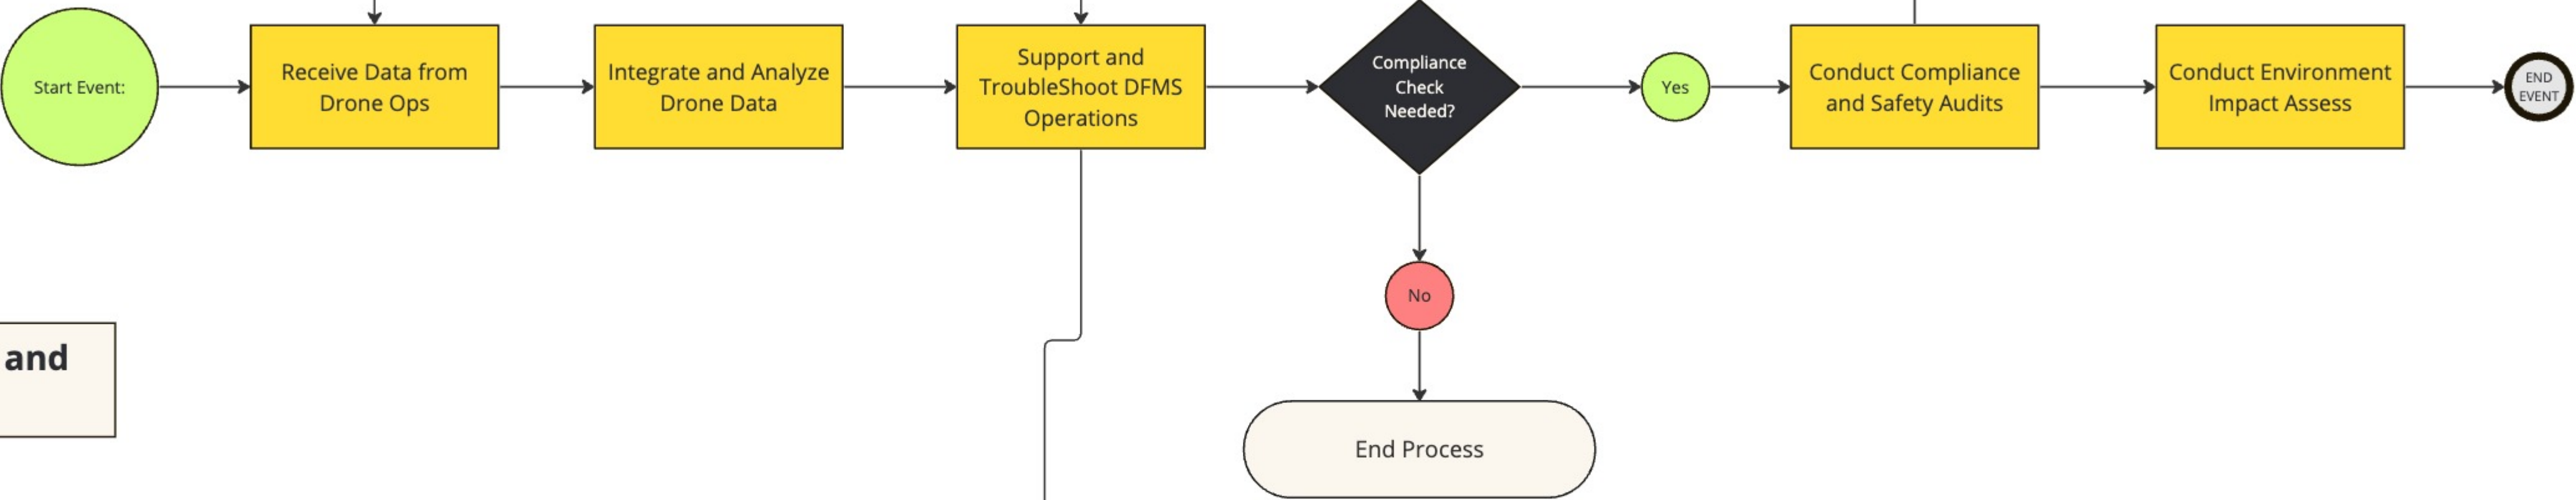 Start Event:
Receive Data from
Drone Ops
Integrate and Analyze
Drone Data
Support and
TroubleShoot DFMS
Operations
Compliance
Check
Needed?
Yes
Conduct Compliance
and Safety Audits
Conduct Environment
Impact Assess
END
EVENT
No
and
End Process